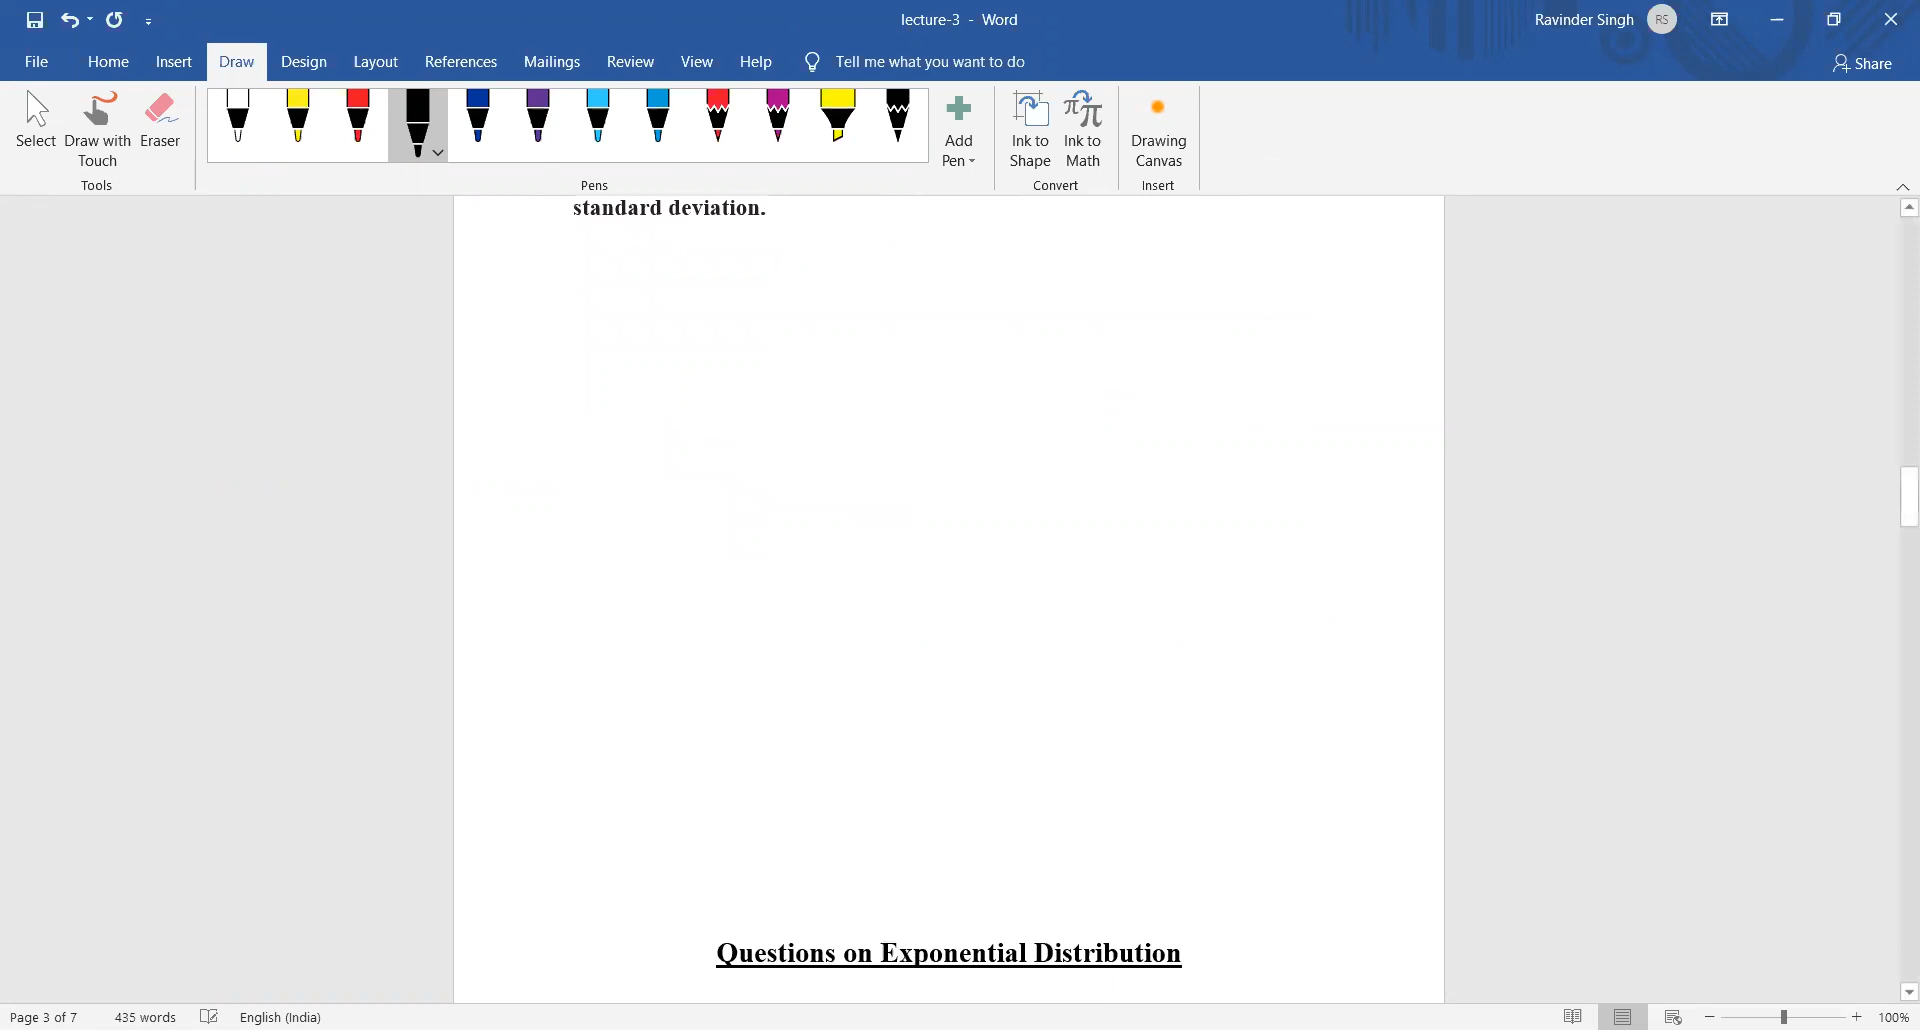 lecture-3 - Word
Ravinder Singh RS
File Home Insert Draw Design Layout References Mailings Review View Help Tell me what you want to do Share
Select Draw with Touch Eraser
Add Pen
Ink to Shape
Ink to Math
Drawing Canvas
Tools Pens Convert Insert
standard deviation.
Questions on Exponential Distribution
Page 3 of 7 435 words English (India) 100%